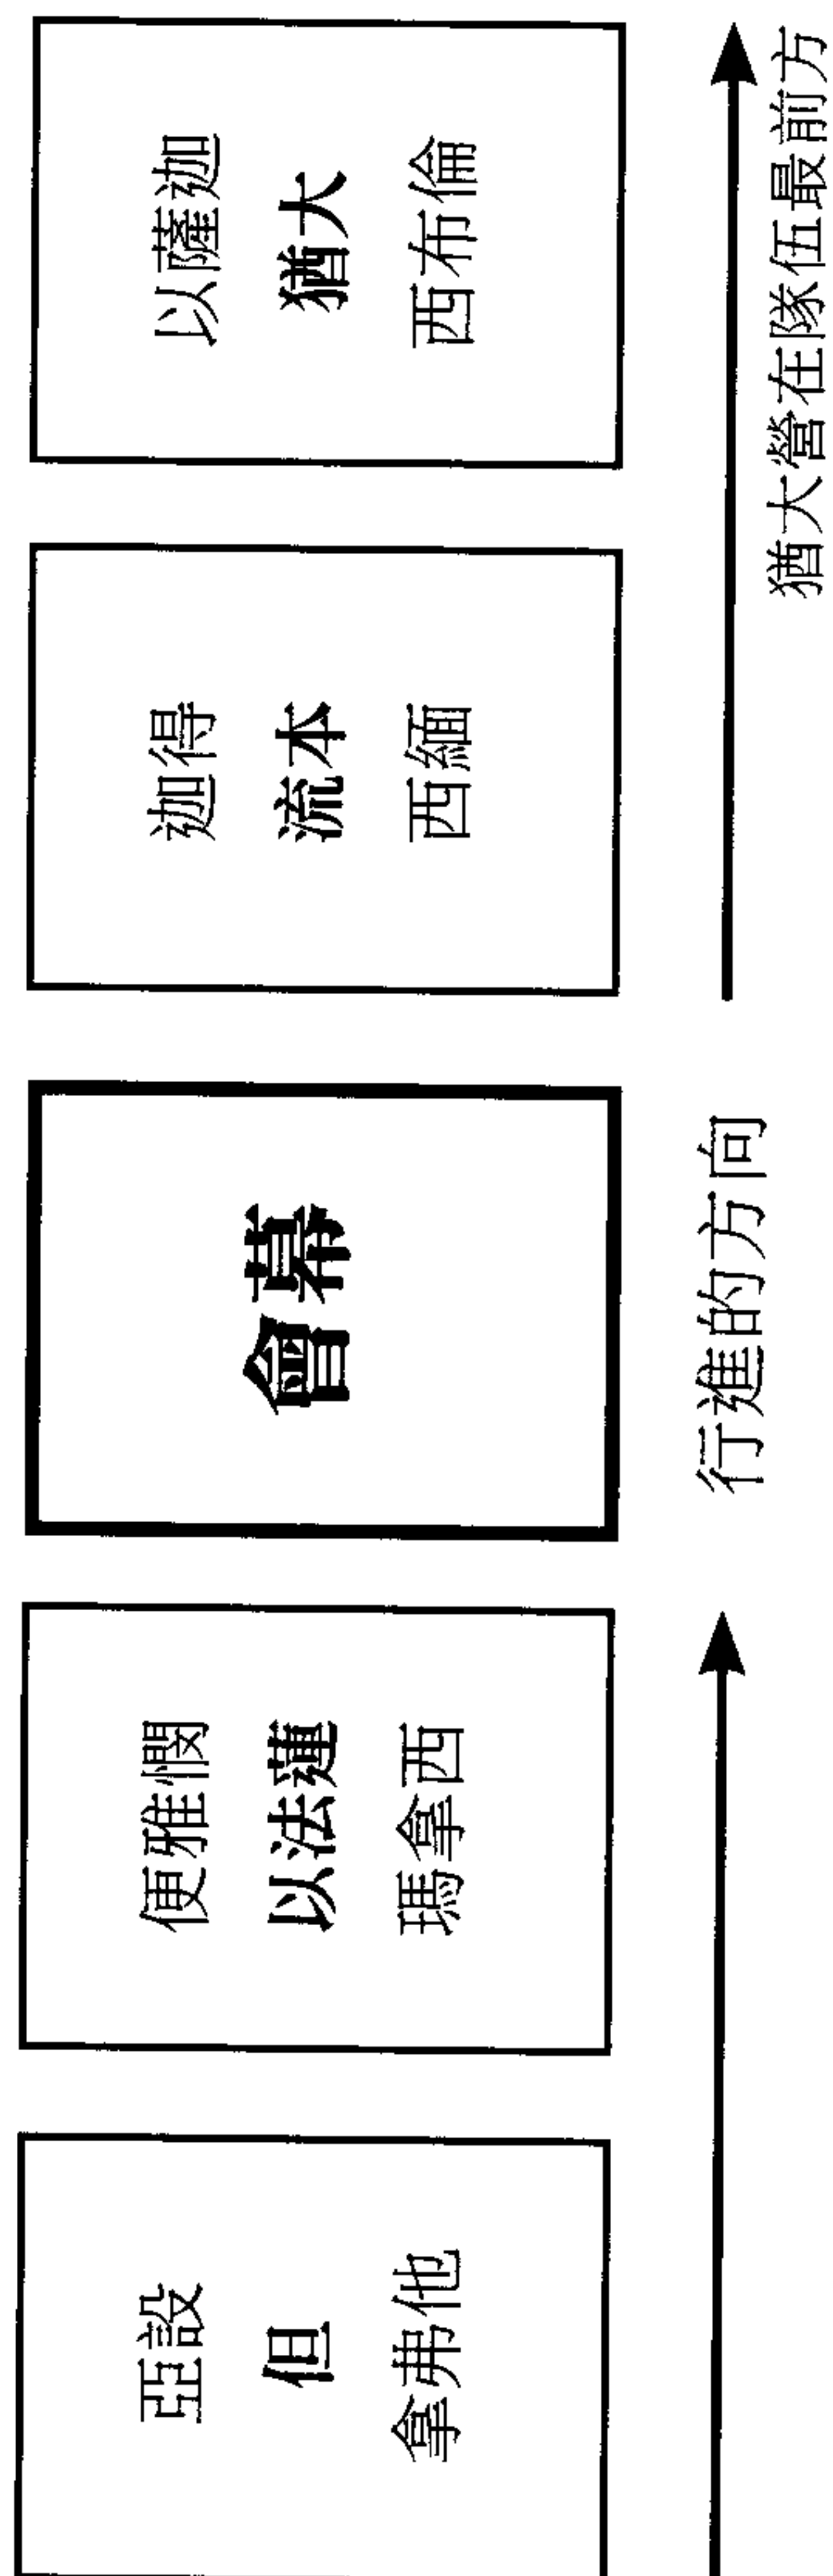 亞設
但
拿弗他
便雅憫
以法蓮
瑪拿西
會幕
迦得
流本
西緬
以薩迦
猶大
西布倫
行進的方向
猶大營在隊伍最前方